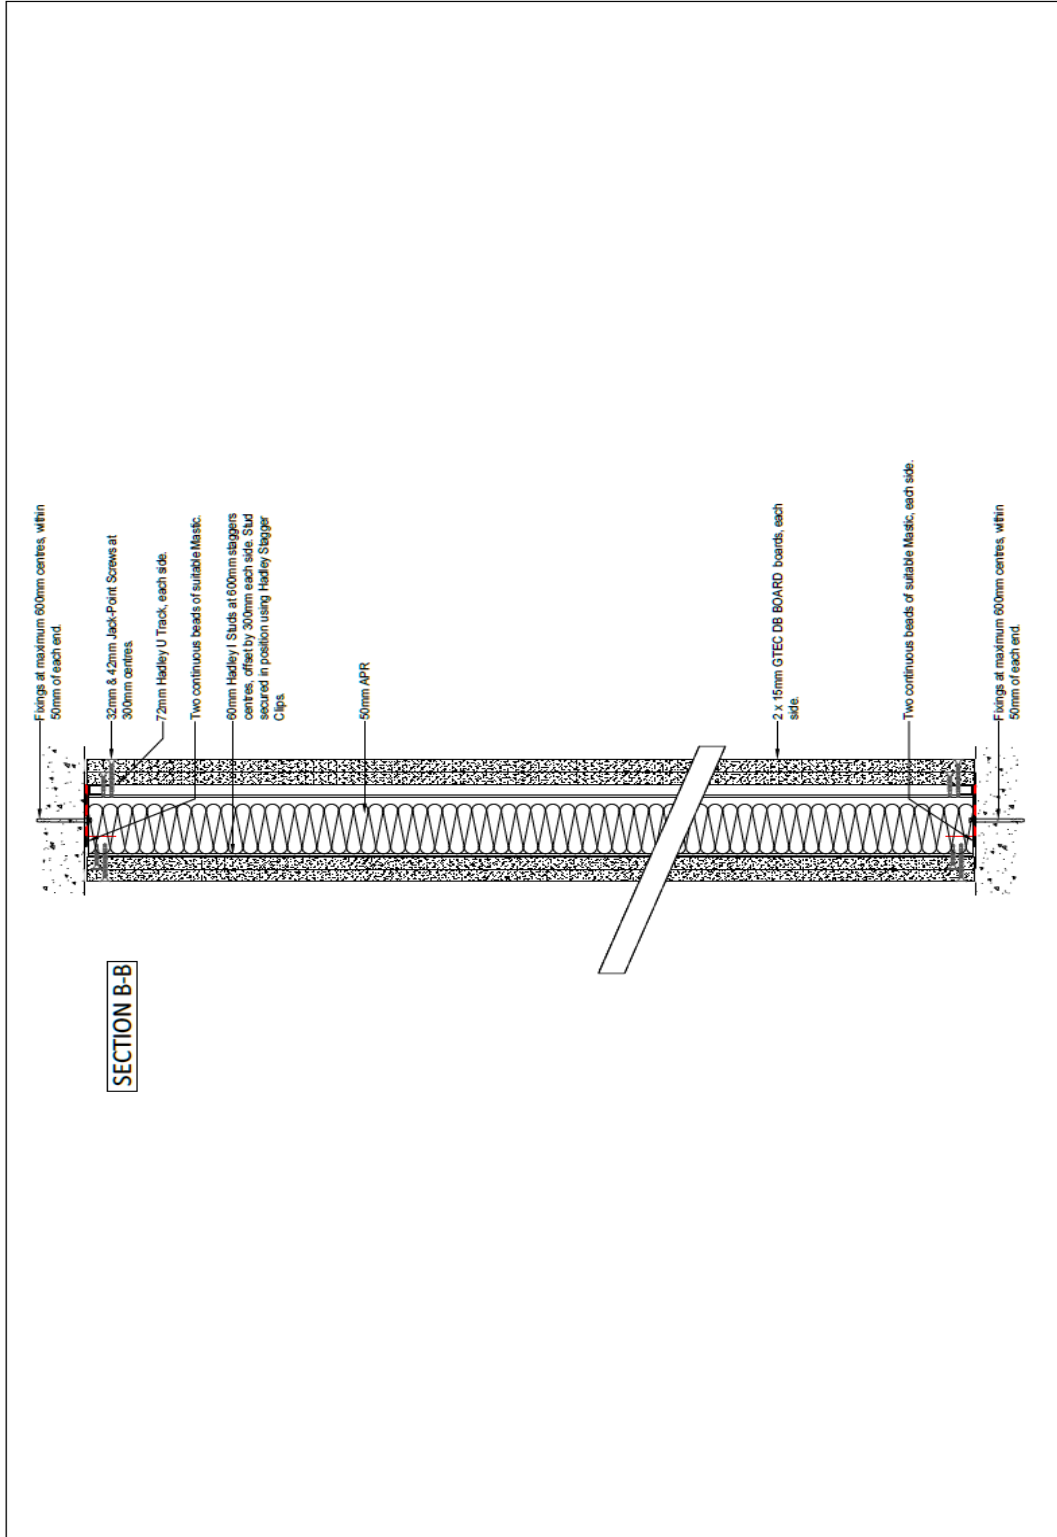 SECTION B-B
Fixings at maximum 600mm centres, within
50mm of each end.
32mm & 42mm Jack-Point Screws at
300mm centres.
72mm Hadley U Track, each side.
Two continuous beads of suitable Mastic.
60mm Hadley I Studs at 600mm staggers
centres, offset by 300mm each side. Stud
secured in position using Hadley Stagger
Clips.
50mm APR
2 x 15mm GTEC DB BOARD boards, each
side.
Two continuous beads of suitable Mastic, each side.
Fixings at maximum 600mm centres, within
50mm of each end.